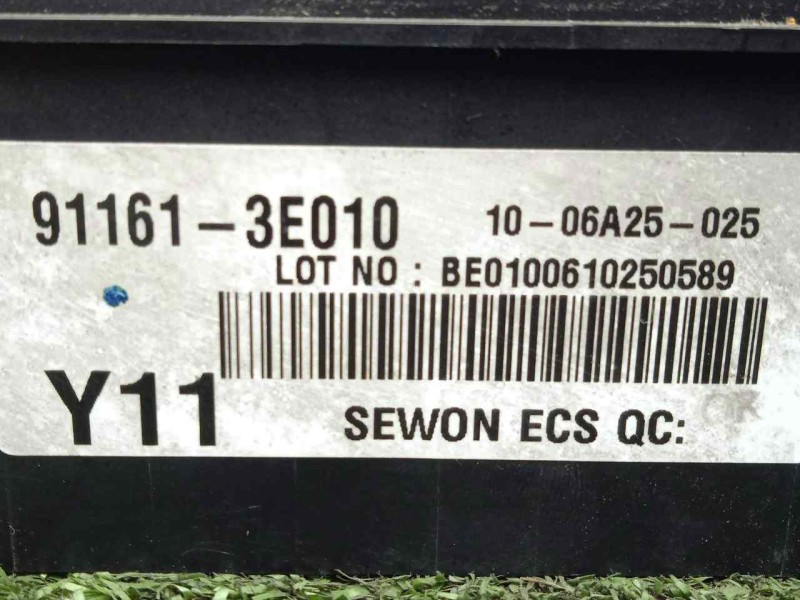 91161-3E010 10-06A25-025
LOT NO : BE0100610250589
Y11 SEWON ECS QC: